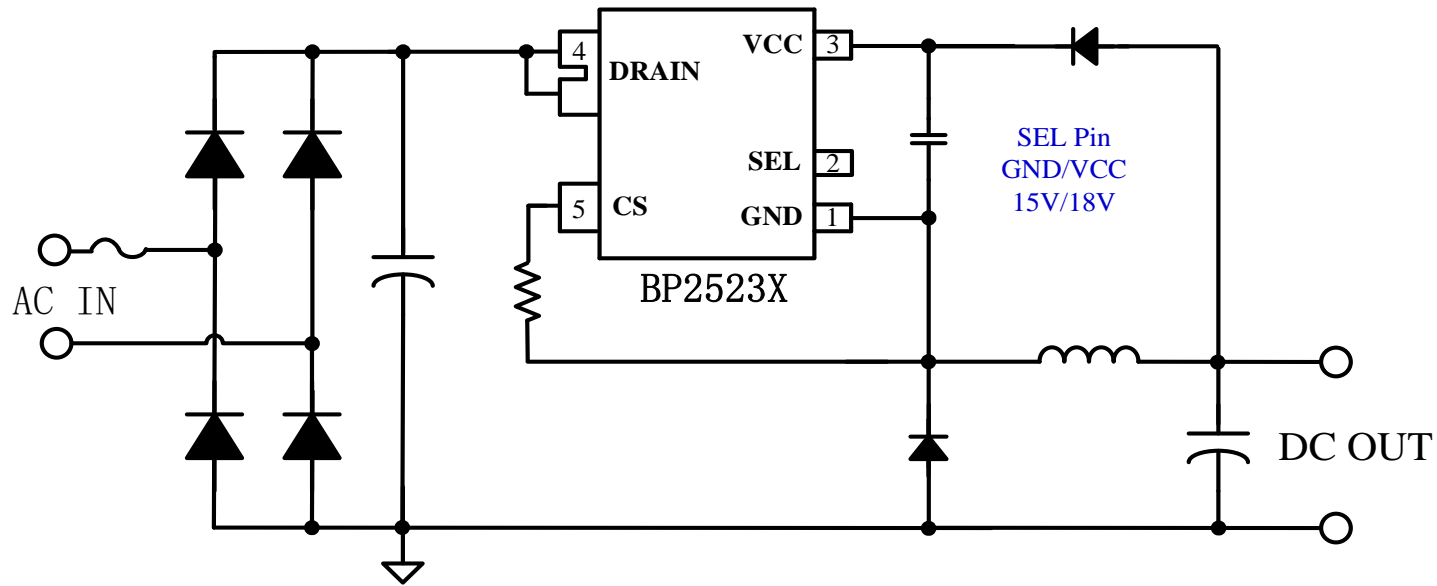 4
DRAIN
VCC
3
SEL
2
5
CS
GND
1
BP2523X
SEL Pin
GND/VCC
15V/18V
AC IN
DC OUT